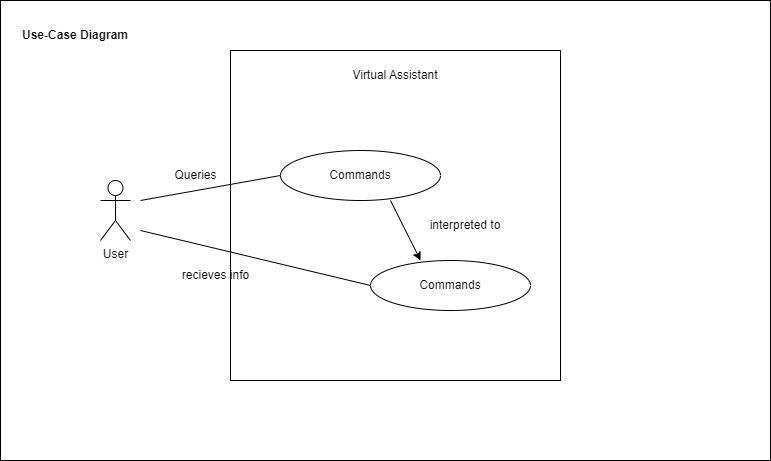 Use-Case Diagram
Virtual Assistant
Queries
Commands
interpreted to
User
recieves info
Commands